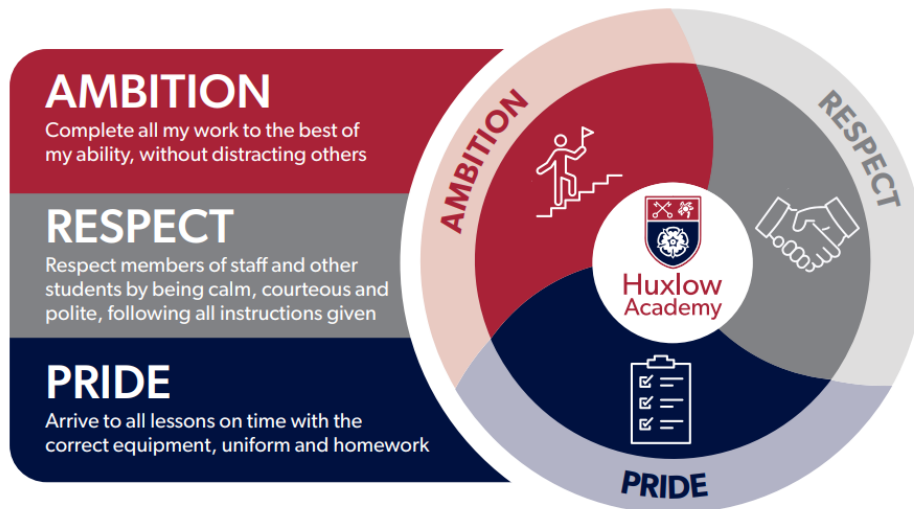 AMBITION
Complete all my work to the best of
my ability, without distracting others
RESPECT
Respect members of staff and other
students by being calm, courteous and
polite, following all instructions given
PRIDE
Arrive to all lessons on time with the
correct equipment, uniform and homework
AMBITION
RESPECT
Huxlow
Academy
PRIDE